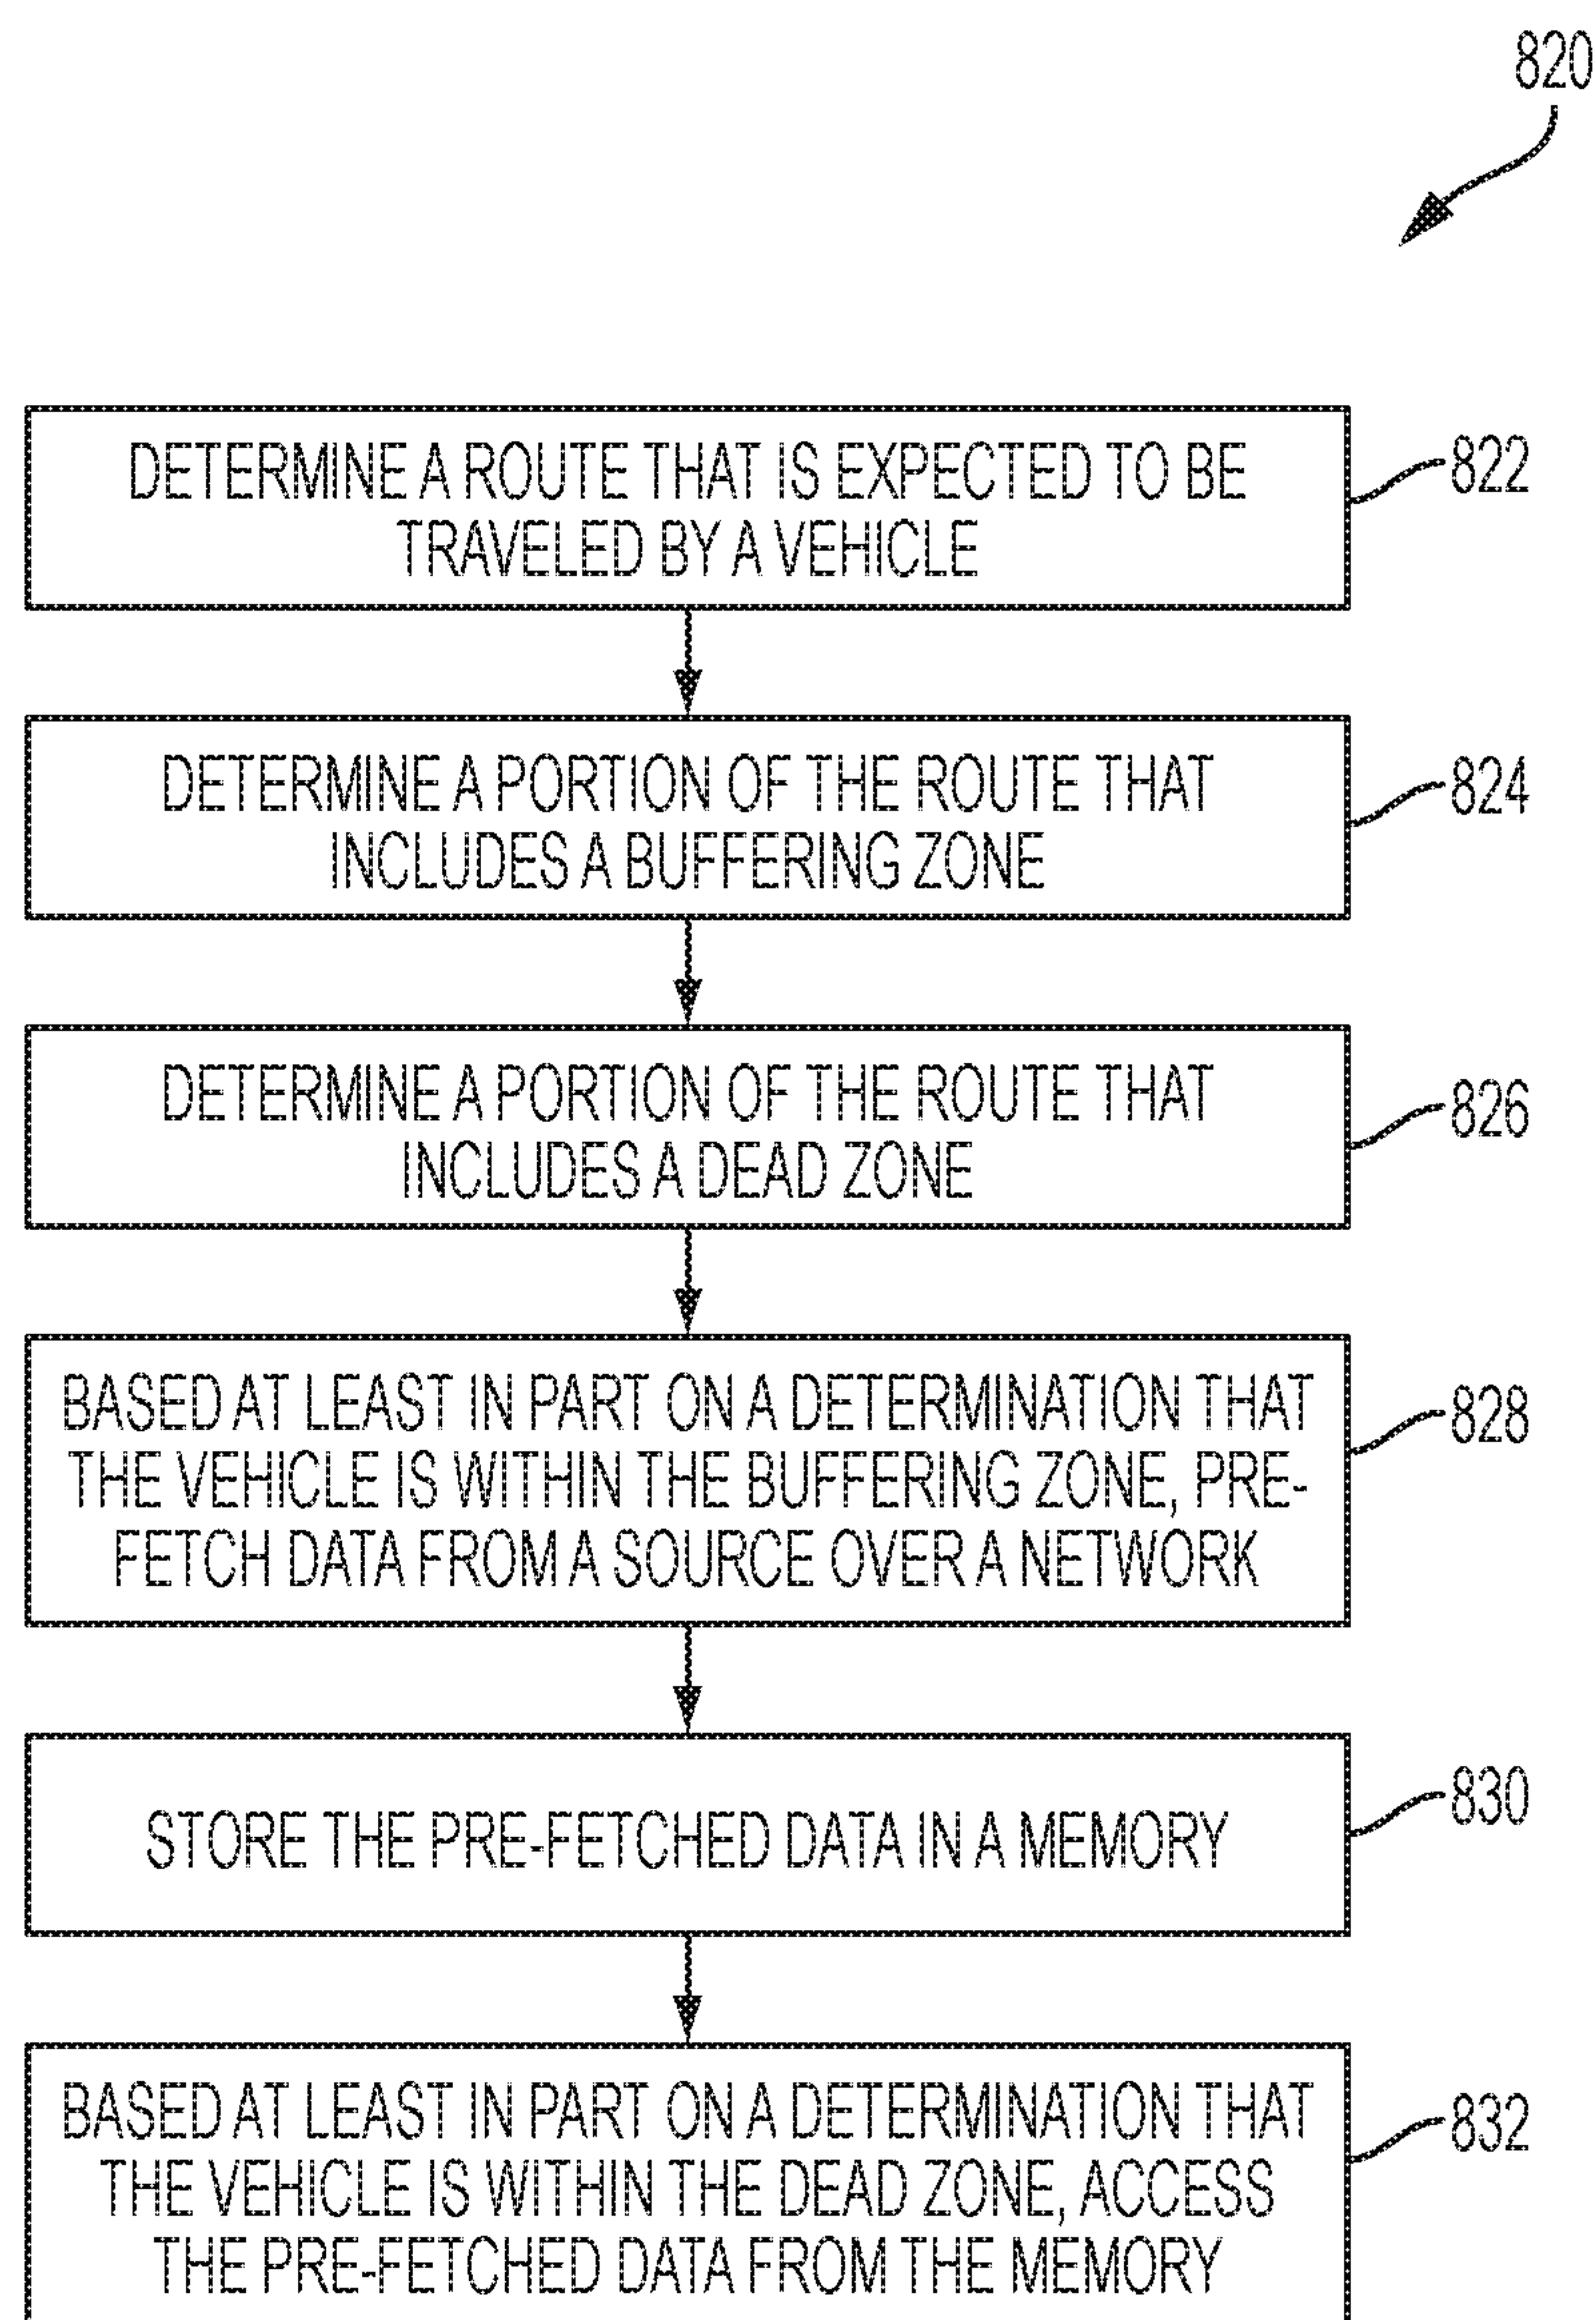 820
DETERMINE A ROUTE THAT IS EXPECTED TO BE
TRAVELED BY A VEHICLE
822
DETERMINE A PORTION OF THE ROUTE THAT
INCLUDES A BUFFERING ZONE
824
DETERMINE A PORTION OF THE ROUTE THAT
INCLUDES A DEAD ZONE
826
BASED AT LEAST IN PART ON A DETERMINATION THAT
THE VEHICLE IS WITHIN THE BUFFERING ZONE, PRE-
FETCH DATA FROM A SOURCE OVER A NETWORK
828
STORE THE PRE-FETCHED DATA IN A MEMORY
830
BASED AT LEAST IN PART ON A DETERMINATION THAT
THE VEHICLE IS WITHIN THE DEAD ZONE, ACCESS
THE PRE-FETCHED DATA FROM THE MEMORY
832